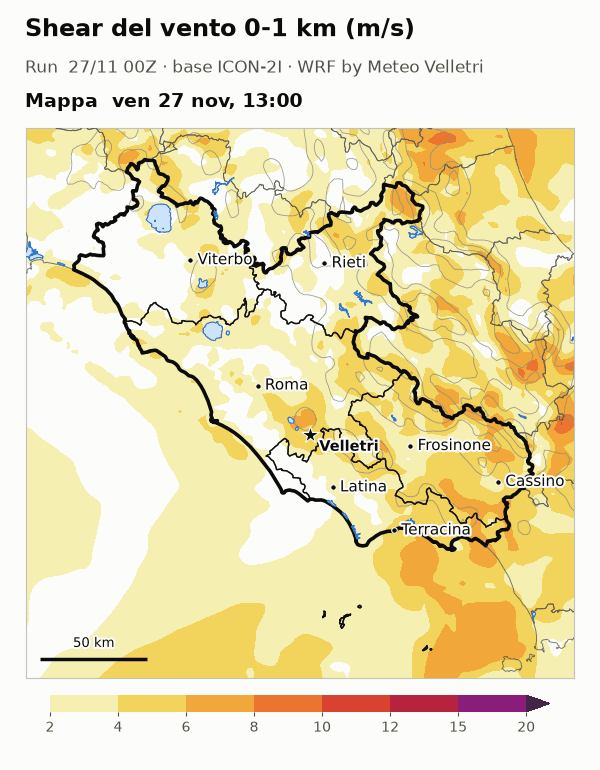 Shear del vento 0-1 km (m/s)
Run 27/11 00Z · base ICON-2I · WRF by Meteo Velletri
Mappa ven 27 nov, 13:00
Viterbo
Rieti
Roma
Velletri
Frosinone
Latina
Cassino
Terracina
50 km
2 4 6 8 10 12 15 20